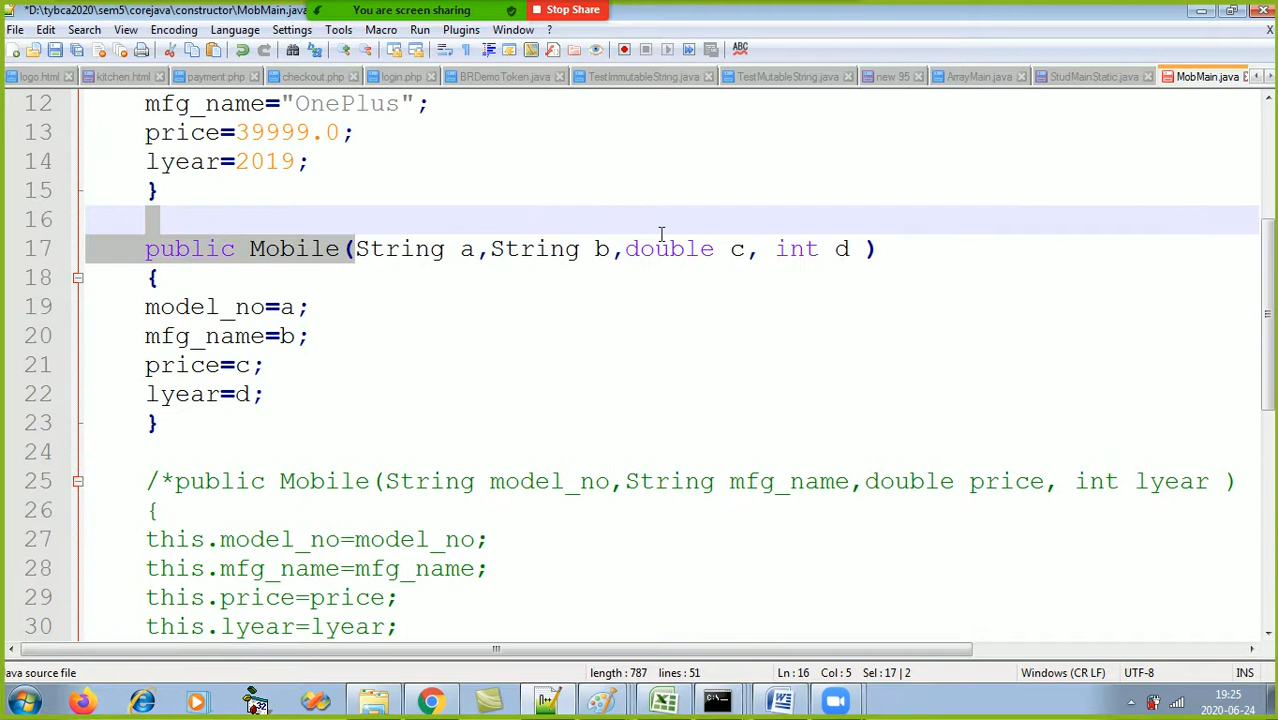 *D:\tybca2020\sem5\corejava\constructor\MobMain.java
You are screen sharing
Stop Share
File Edit Search View Encoding Language Settings Tools Macro Run Plugins Window ? X
logo.html kitchen.html payment.php checkout.php login.php BRDemoToken.java TestImmutableString.java TestMutableString.java new 95 ArrayMain.java StudMainStatic.java MobMain.java
12 mfg_name="OnePlus";
13 price=39999.0;
14 lyear=2019;
15 }
16
17 public Mobile(String a,String b,double c, int d )
18 {
19 model_no=a;
20 mfg_name=b;
21 price=c;
22 lyear=d;
23 }
24
25 /*public Mobile(String model_no,String mfg_name,double price, int lyear )
26 {
27 this.model_no=model_no;
28 this.mfg_name=mfg_name;
29 this.price=price;
30 this.lyear=lyear;
ava source file length : 787 lines : 51 Ln : 16 Col : 5 Sel : 17 | 2 Windows (CR LF) UTF-8 INS
19:25
2020-06-24